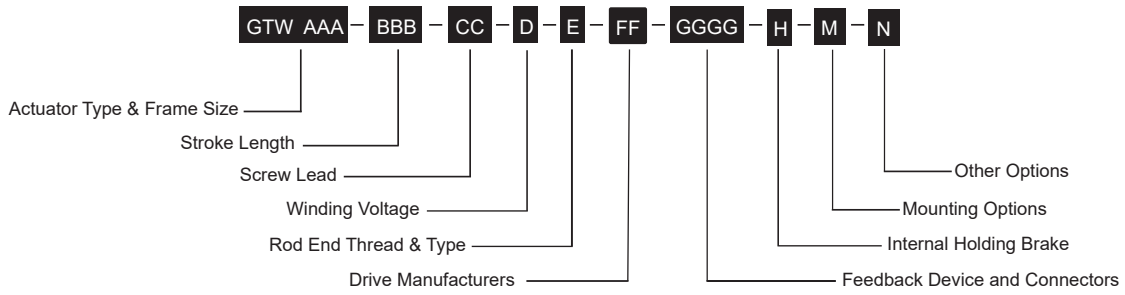 GTW AAA - BBB - CC - D - E - FF - GGGG - H - M - N
Actuator Type & Frame Size
Stroke Length
Screw Lead
Other Options
Winding Voltage
Mounting Options
Rod End Thread & Type
Internal Holding Brake
Drive Manufacturers
Feedback Device and Connectors